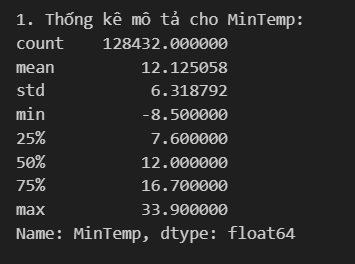 1. Thống kê mô tả cho MinTemp:
count    128432.000000
mean         12.125058
std           6.318792
min          -8.500000
25%           7.600000
50%          12.000000
75%          16.700000
max          33.900000
Name: MinTemp, dtype: float64